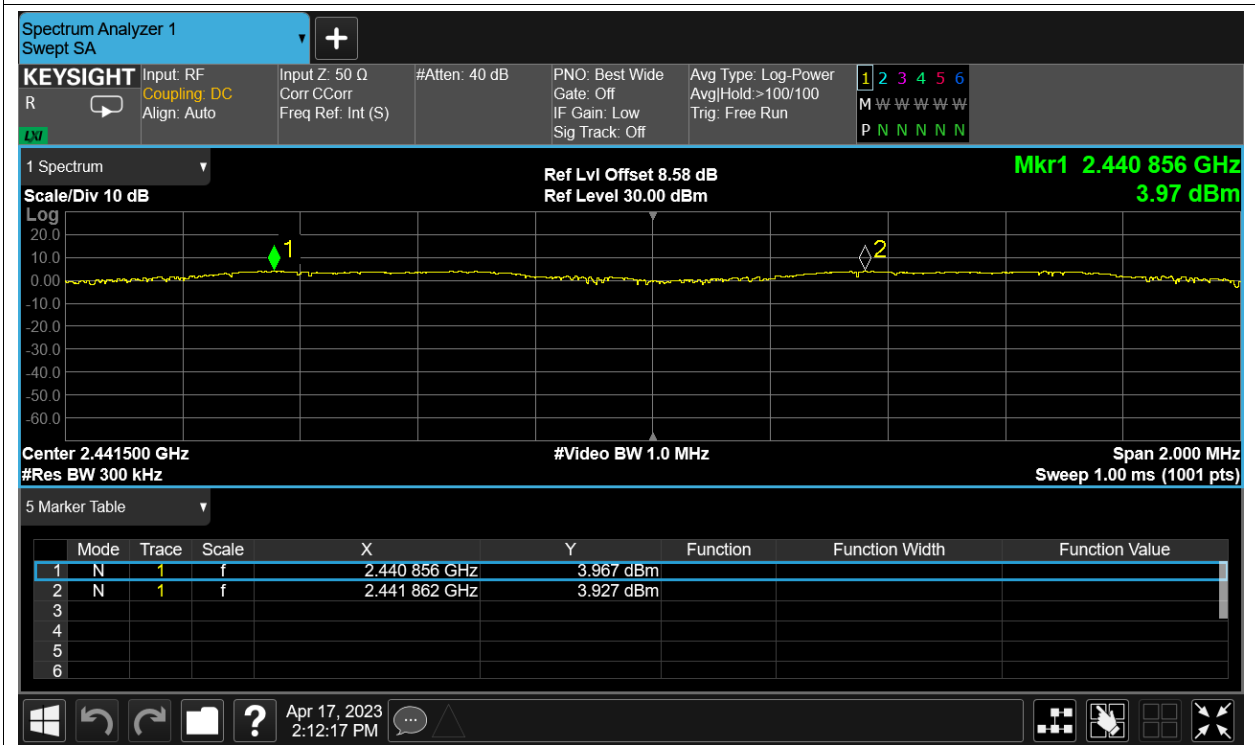 Spectrum Analyzer 1
Swept SA
KEYSIGHT Input: RF Input Z: 50 Ω #Atten: 40 dB PNO: Best Wide Avg Type: Log-Power 1 2 3 4 5 6
R Coupling: DC Corr CCorr Gate: Off Avg|Hold:>100/100 M W W W W W
Align: Auto Freq Ref: Int (S) IF Gain: Low Trig: Free Run
LXI Sig Track: Off P N N N N N
1 Spectrum Ref Lvl Offset 8.58 dB Mkr1 2.440 856 GHz
Scale/Div 10 dB Ref Level 30.00 dBm 3.97 dBm
Log
20.0
10.0 1 2
0.00
-10.0
-20.0
-30.0
-40.0
-50.0
-60.0
Center 2.441500 GHz #Video BW 1.0 MHz Span 2.000 MHz
#Res BW 300 kHz Sweep 1.00 ms (1001 pts)
5 Marker Table
Mode Trace Scale X Y Function Function Width Function Value
1 N 1 f 2.440 856 GHz 3.967 dBm
2 N 1 f 2.441 862 GHz 3.927 dBm
3
4
5
6
? Apr 17, 2023
2:12:17 PM